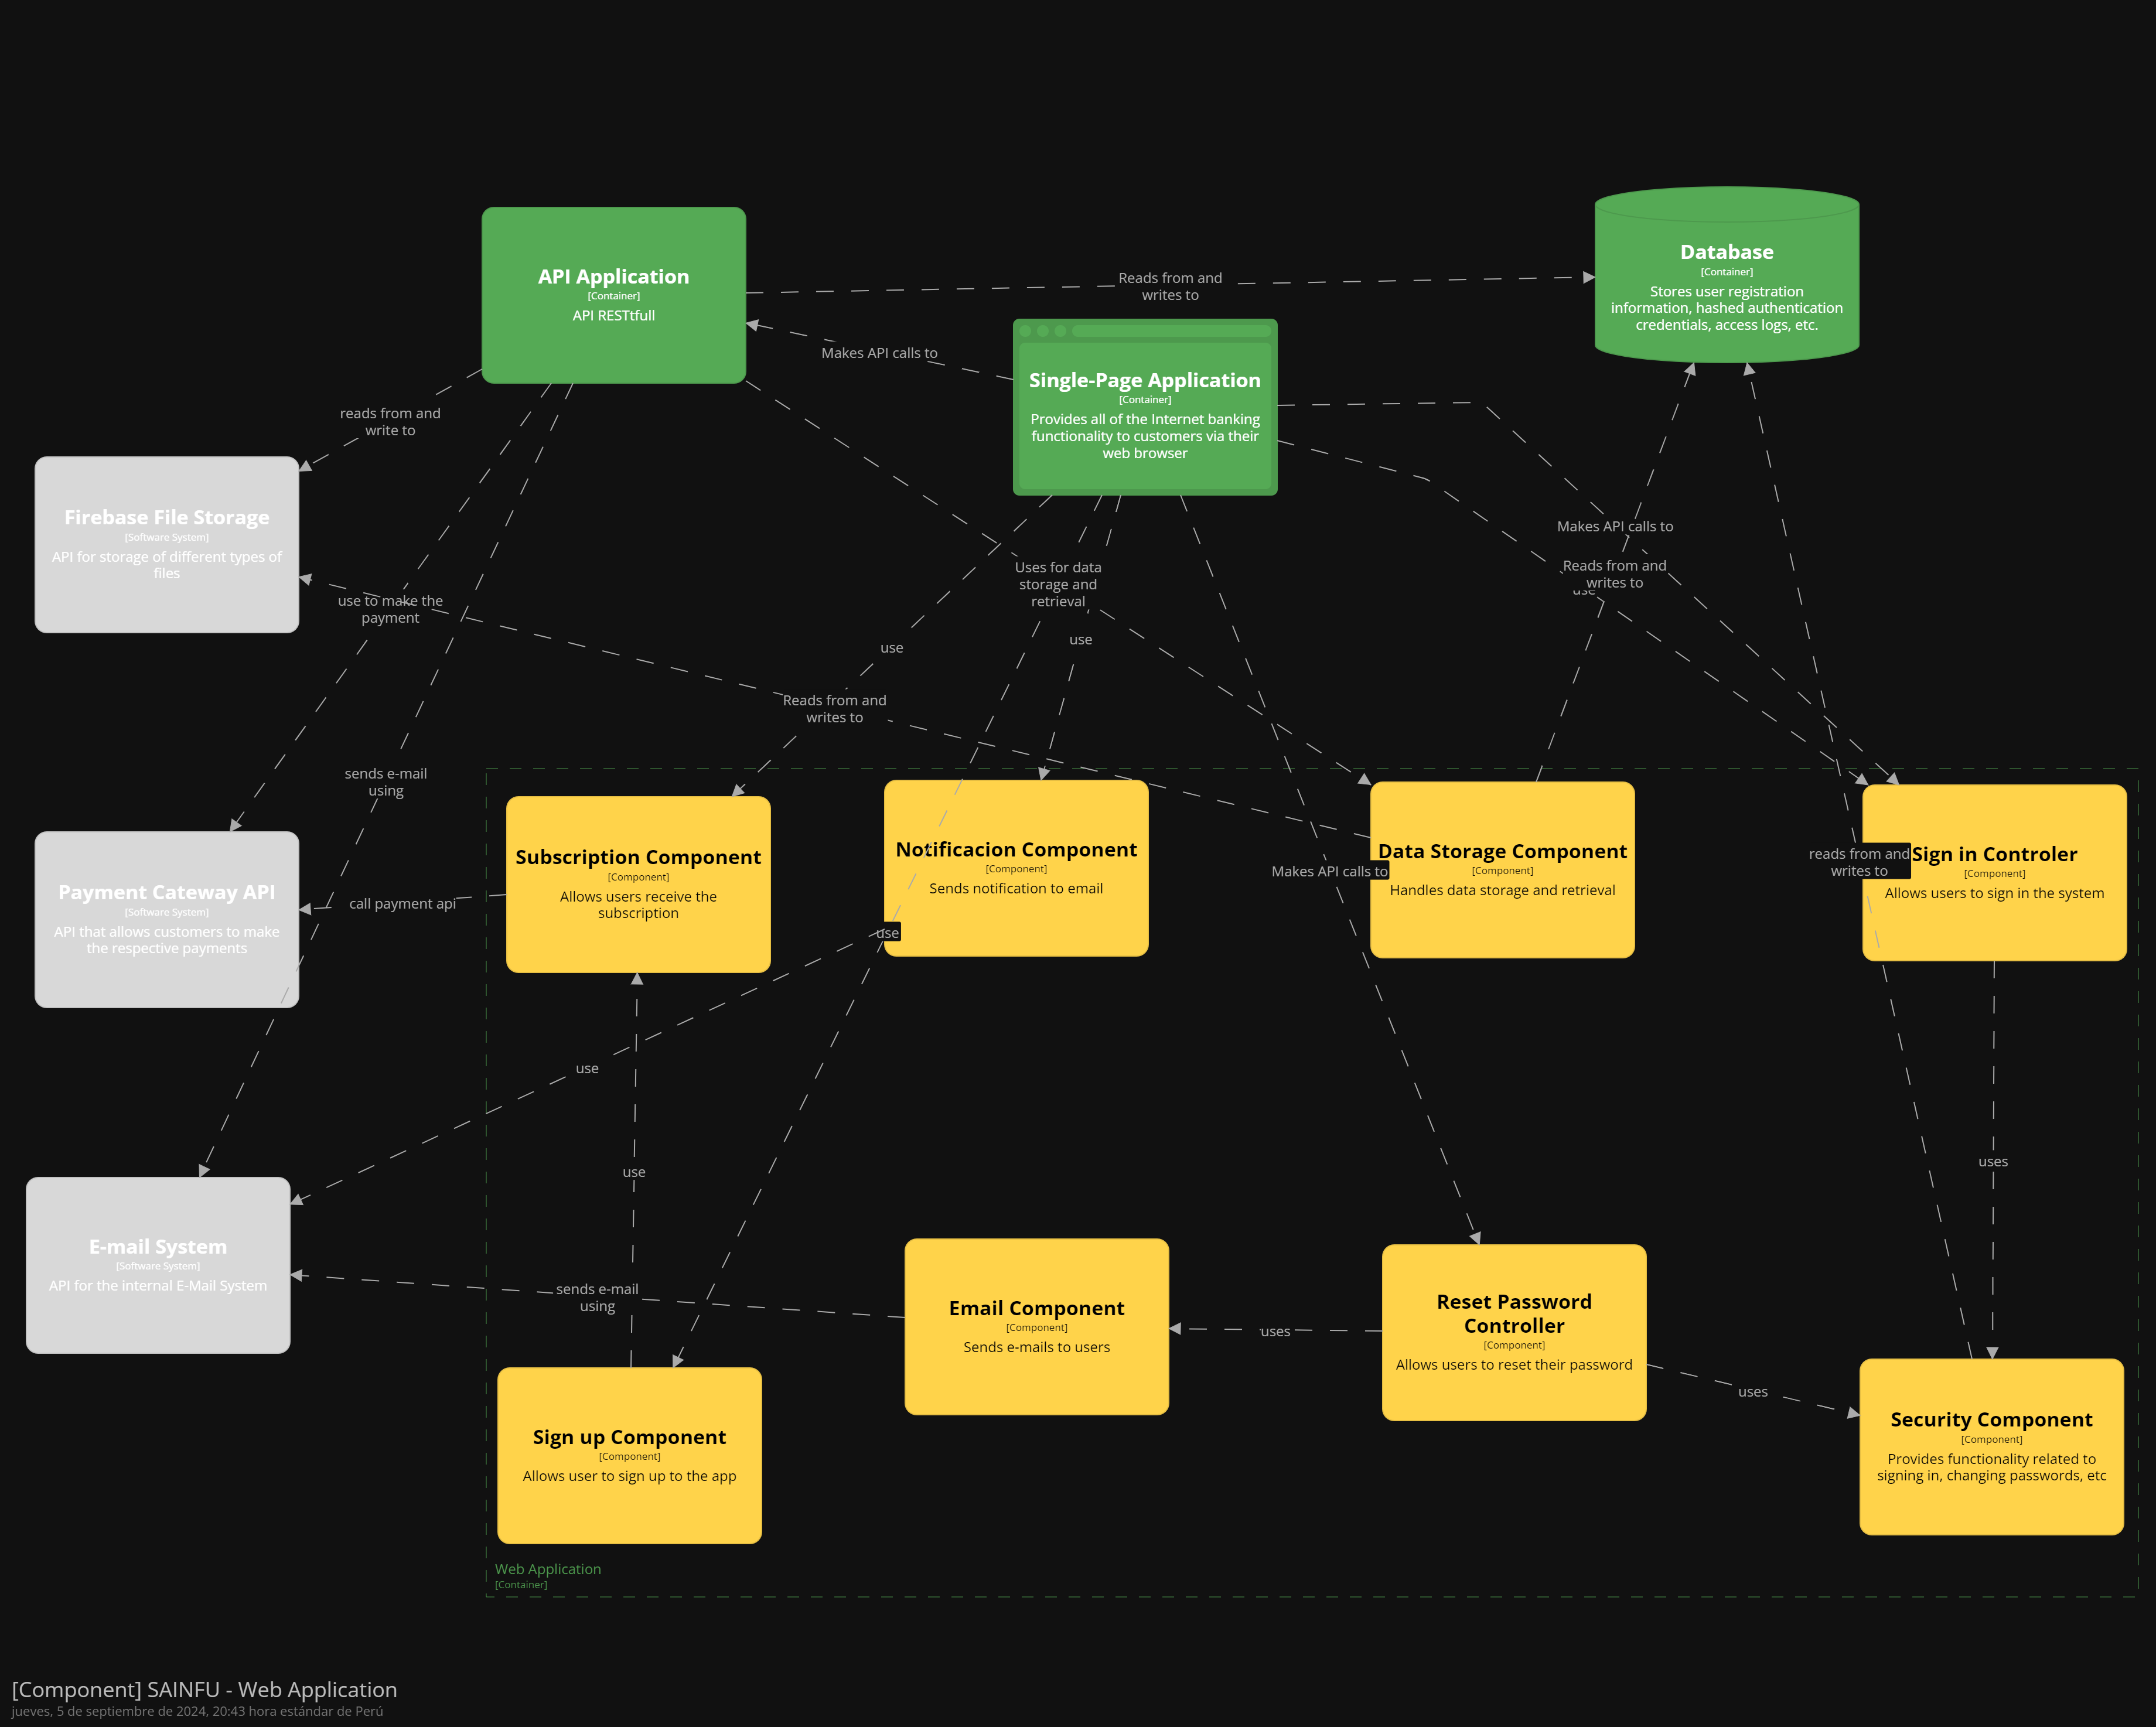 API Application
[Container]
API RESTtfull
Database
[Container]
Stores user registration
information, hashed authentication
credentials, access logs, etc.
Reads from and
writes to
Makes API calls to
Single-Page Application
[Container]
Provides all of the Internet banking
functionality to customers via their
web browser
reads from and
write to
Firebase File Storage
[Software System]
API for storage of different types of
files
Makes API calls to
Reads from and
writes to
use
Uses for data
storage and
retrieval
use to make the
payment
use
use
Reads from and
writes to
sends e-mail
using
Payment Cateway API
[Software System]
API that allows customers to make
the respective payments
call payment api
Subscription Component
[Component]
Allows users receive the
subscription
Notificacion Component
[Component]
Sends notification to email
use
Makes API calls to
Data Storage Component
[Component]
Handles data storage and retrieval
reads from and
writes to
Sign in Controler
[Component]
Allows users to sign in the system
use
use
uses
E-mail System
[Software System]
API for the internal E-Mail System
sends e-mail
using
Email Component
[Component]
Sends e-mails to users
uses
Reset Password
Controller
[Component]
Allows users to reset their password
uses
Sign up Component
[Component]
Allows user to sign up to the app
Security Component
[Component]
Provides functionality related to
signing in, changing passwords, etc
Web Application
[Container]
[Component] SAINFU - Web Application
jueves, 5 de septiembre de 2024, 20:43 hora estándar de Perú